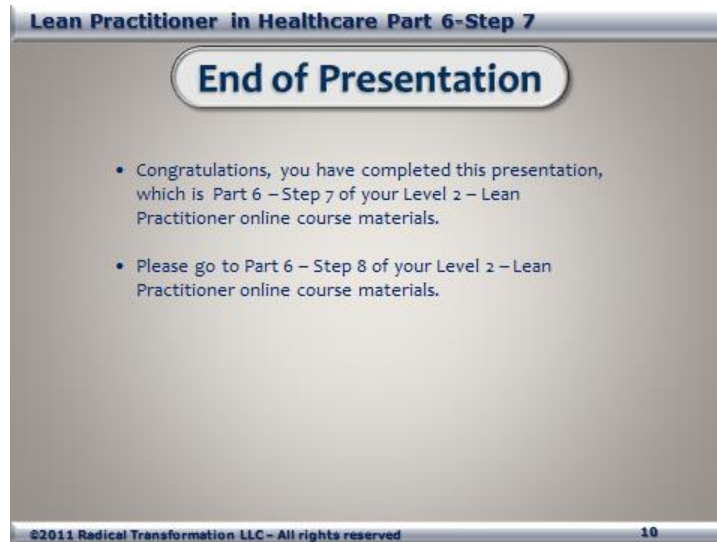 Lean Practitioner in Healthcare Part 6-Step 7
End of Presentation
• Congratulations, you have completed this presentation,
which is Part 6 – Step 7 of your Level 2 – Lean
Practitioner online course materials.
• Please go to Part 6 – Step 8 of your Level 2 – Lean
Practitioner online course materials.
©2011 Radical Transformation LLC - All rights reserved 10